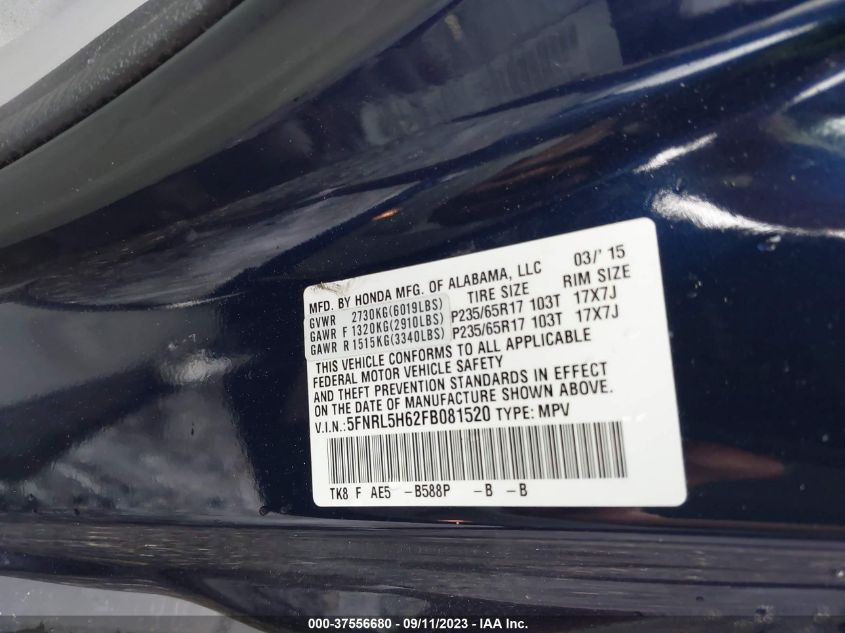 MFD. BY HONDA MFG. OF ALABAMA, LLC 03/'15
TIRE SIZE RIM SIZE
GVWR 2730KG(6019LBS)
GAWR F 1320KG(2910LBS) P235/65R17 103T 17X7J
GAWR R 1515KG(3340LBS) P235/65R17 103T 17X7J
THIS VEHICLE CONFORMS TO ALL APPLICABLE
FEDERAL MOTOR VEHICLE SAFETY
AND THEFT PREVENTION STANDARDS IN EFFECT
ON THE DATE OF MANUFACTURE SHOWN ABOVE.
V.I.N.:5FNRL5H62FB081520 TYPE: MPV
TK8 F AE5 -B588P -B -B
000-37556680 - 09/11/2023 - © IAA Inc.